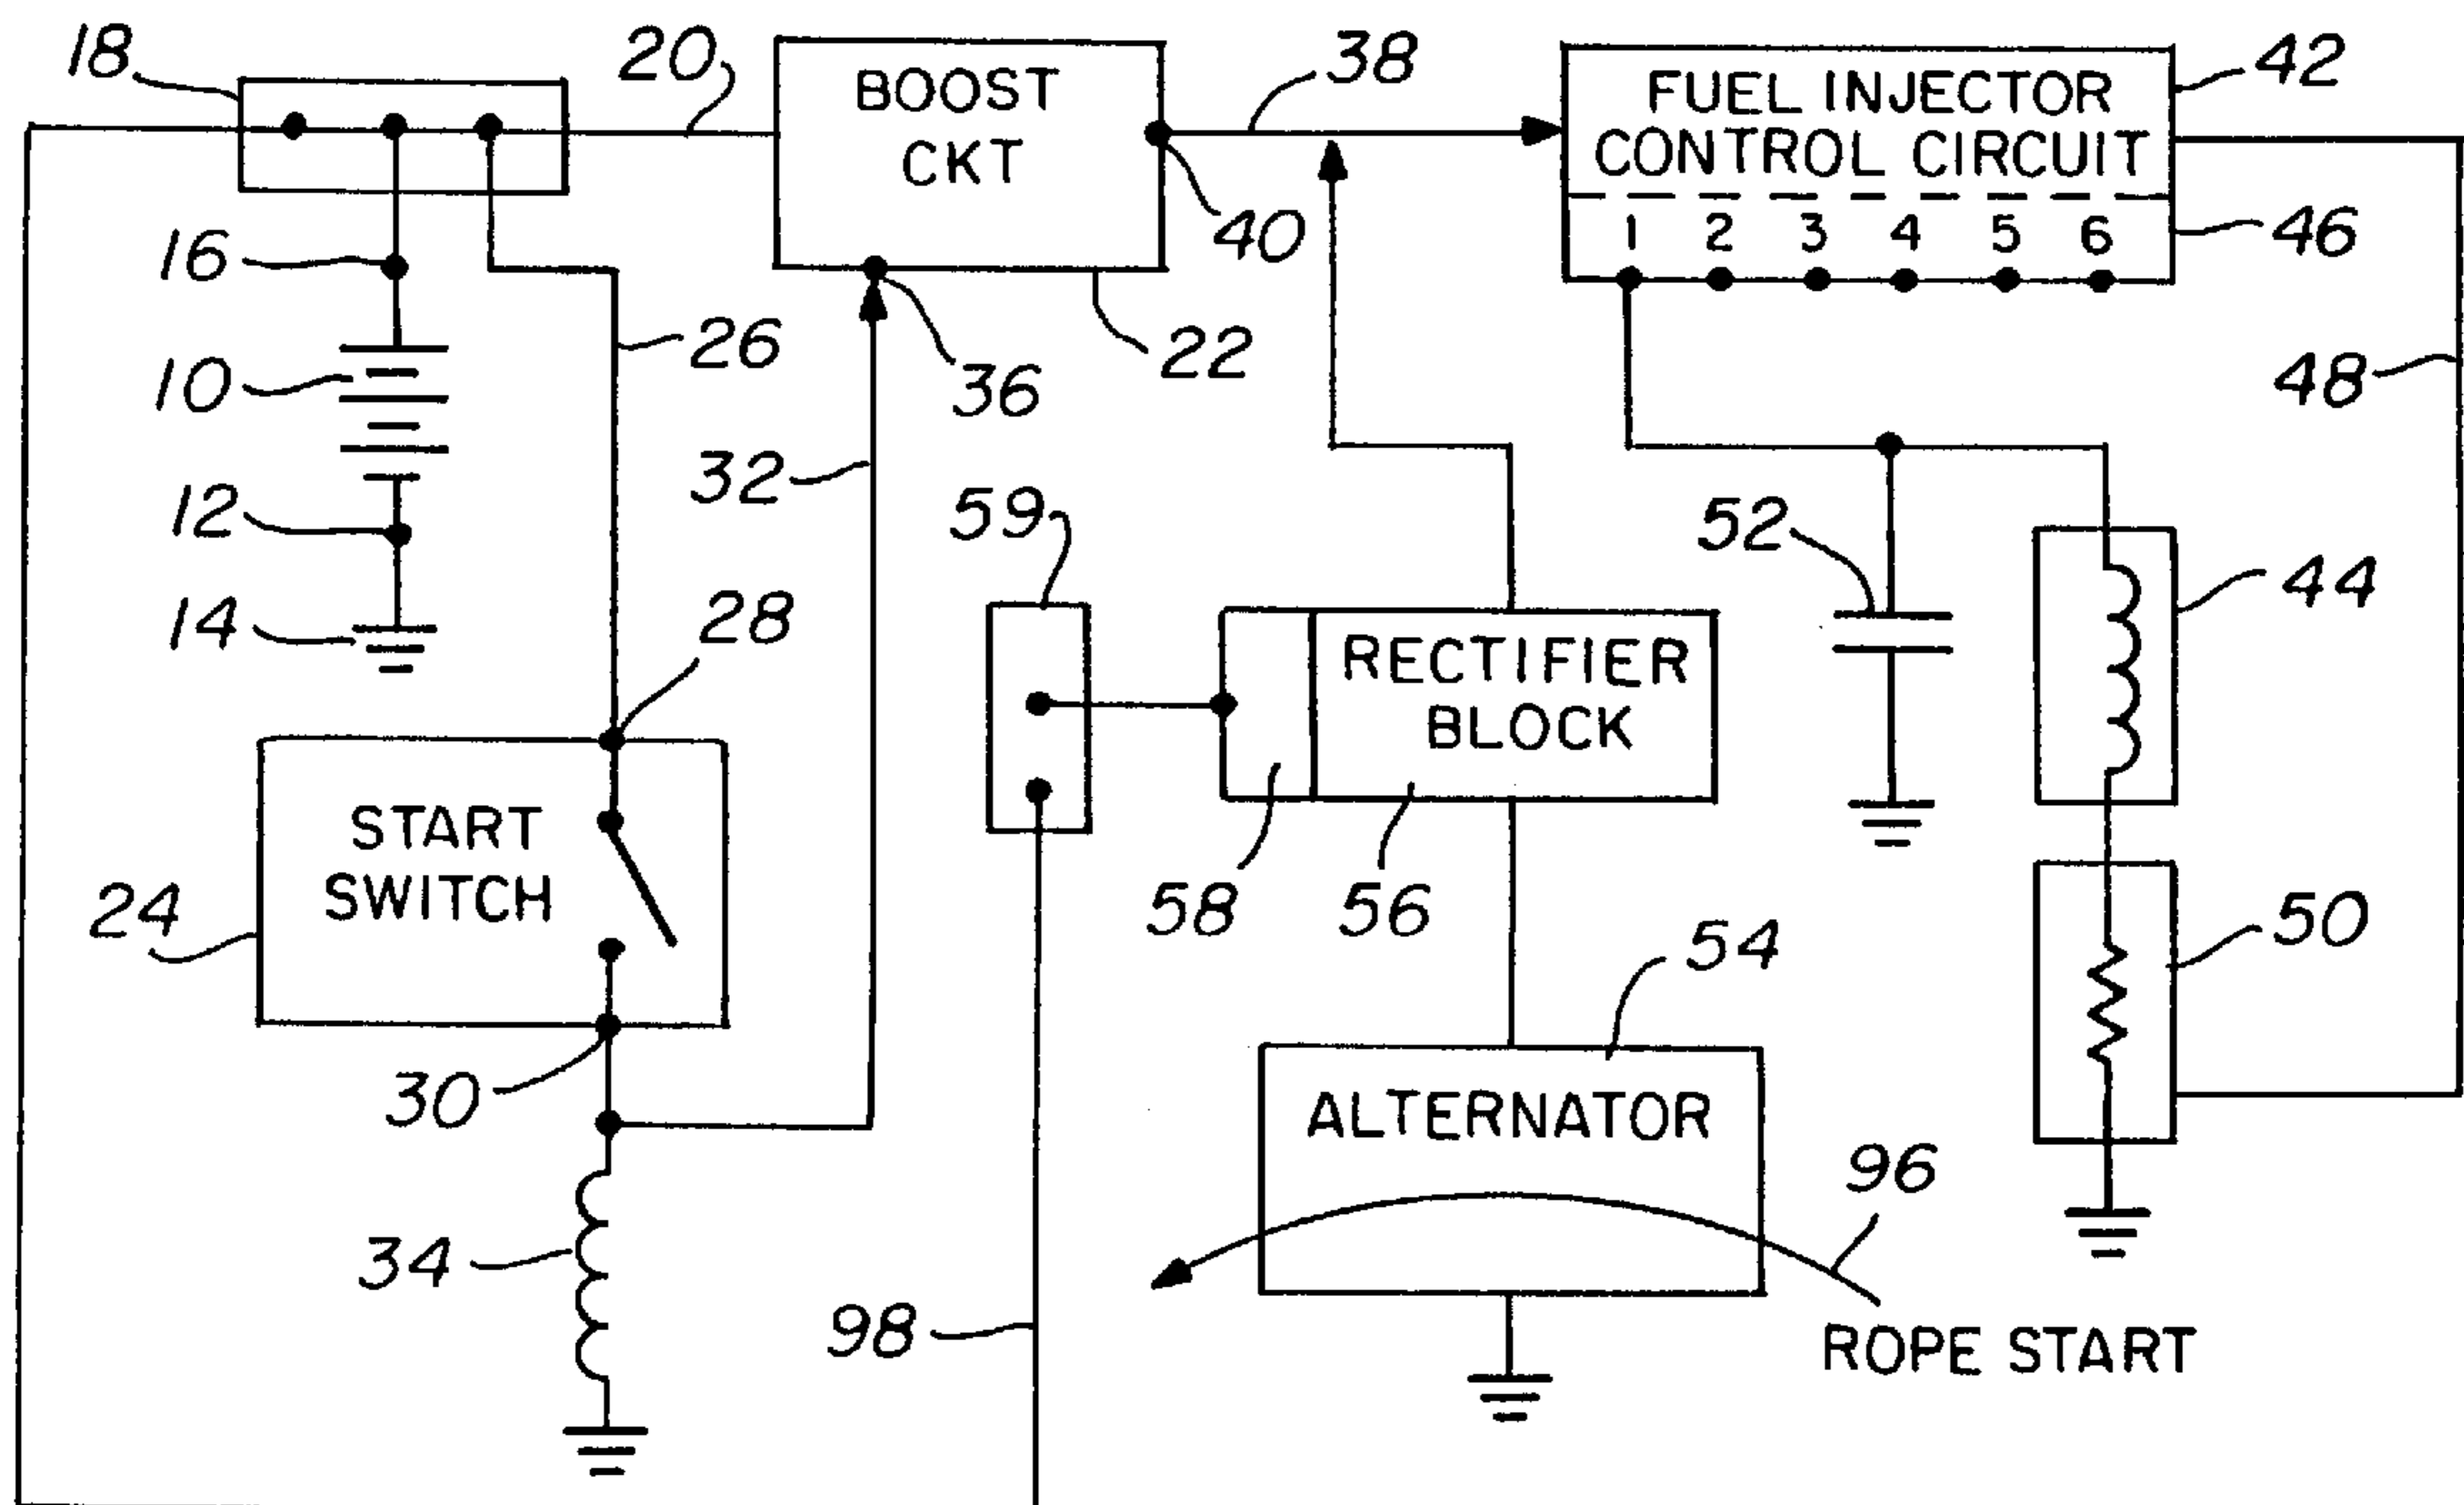 18
20
BOOST
CKT
38
FUEL INJECTOR
CONTROL CIRCUIT
42
1 2 3 4 5 6
46
40
16
26
22
36
10
48
32
12
59
52
14
28
44
RECTIFIER
BLOCK
START
SWITCH
24
58
56
54
50
30
ALTERNATOR
96
34
98
ROPE START